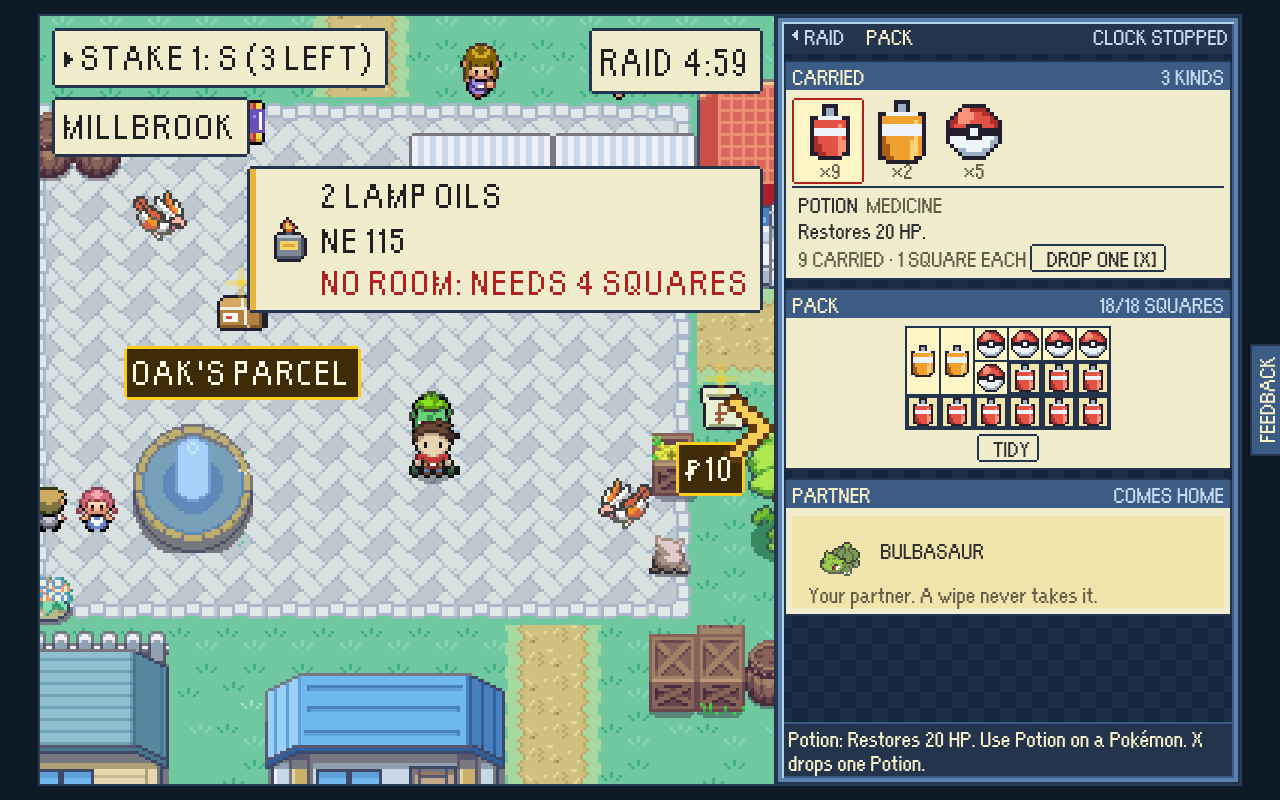 STAKE 1: S (3 LEFT)
RAID 4:59
MILLBROOK
2 LAMP OILS
NE 115
NO ROOM: NEEDS 4 SQUARES
OAK'S PARCEL
₽10
RAID PACK CLOCK STOPPED
CARRIED 3 KINDS
×9 ×2 ×5
POTION MEDICINE
Restores 20 HP.
9 CARRIED · 1 SQUARE EACH DROP ONE [X]
PACK 18/18 SQUARES
TIDY
PARTNER COMES HOME
BULBASAUR
Your partner. A wipe never takes it.
Potion: Restores 20 HP. Use Potion on a Pokémon. X
drops one Potion.
FEEDBACK